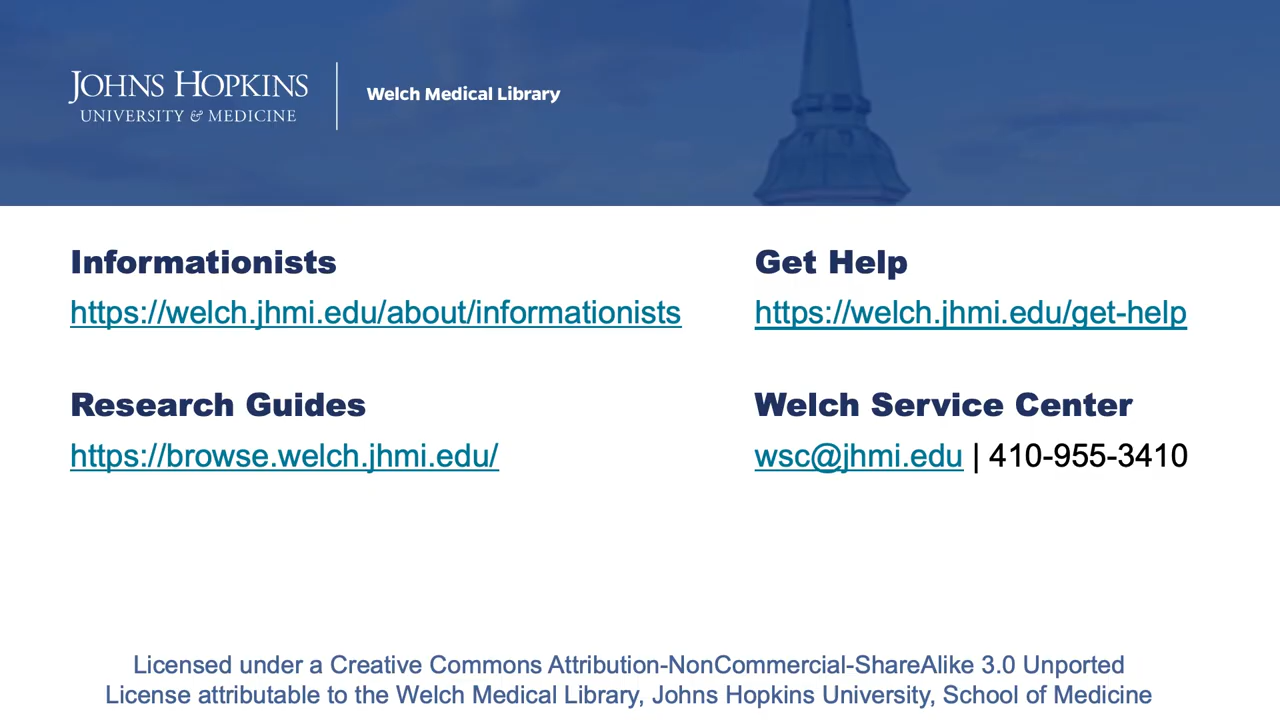 JOHNS HOPKINS
UNIVERSITY & MEDICINE
Welch Medical Library
Informationists
https://welch.jhmi.edu/about/informationists
Research Guides
https://browse.welch.jhmi.edu/
Get Help
https://welch.jhmi.edu/get-help
Welch Service Center
wsc@jhmi.edu | 410-955-3410
Licensed under a Creative Commons Attribution-NonCommercial-ShareAlike 3.0 Unported
License attributable to the Welch Medical Library, Johns Hopkins University, School of Medicine